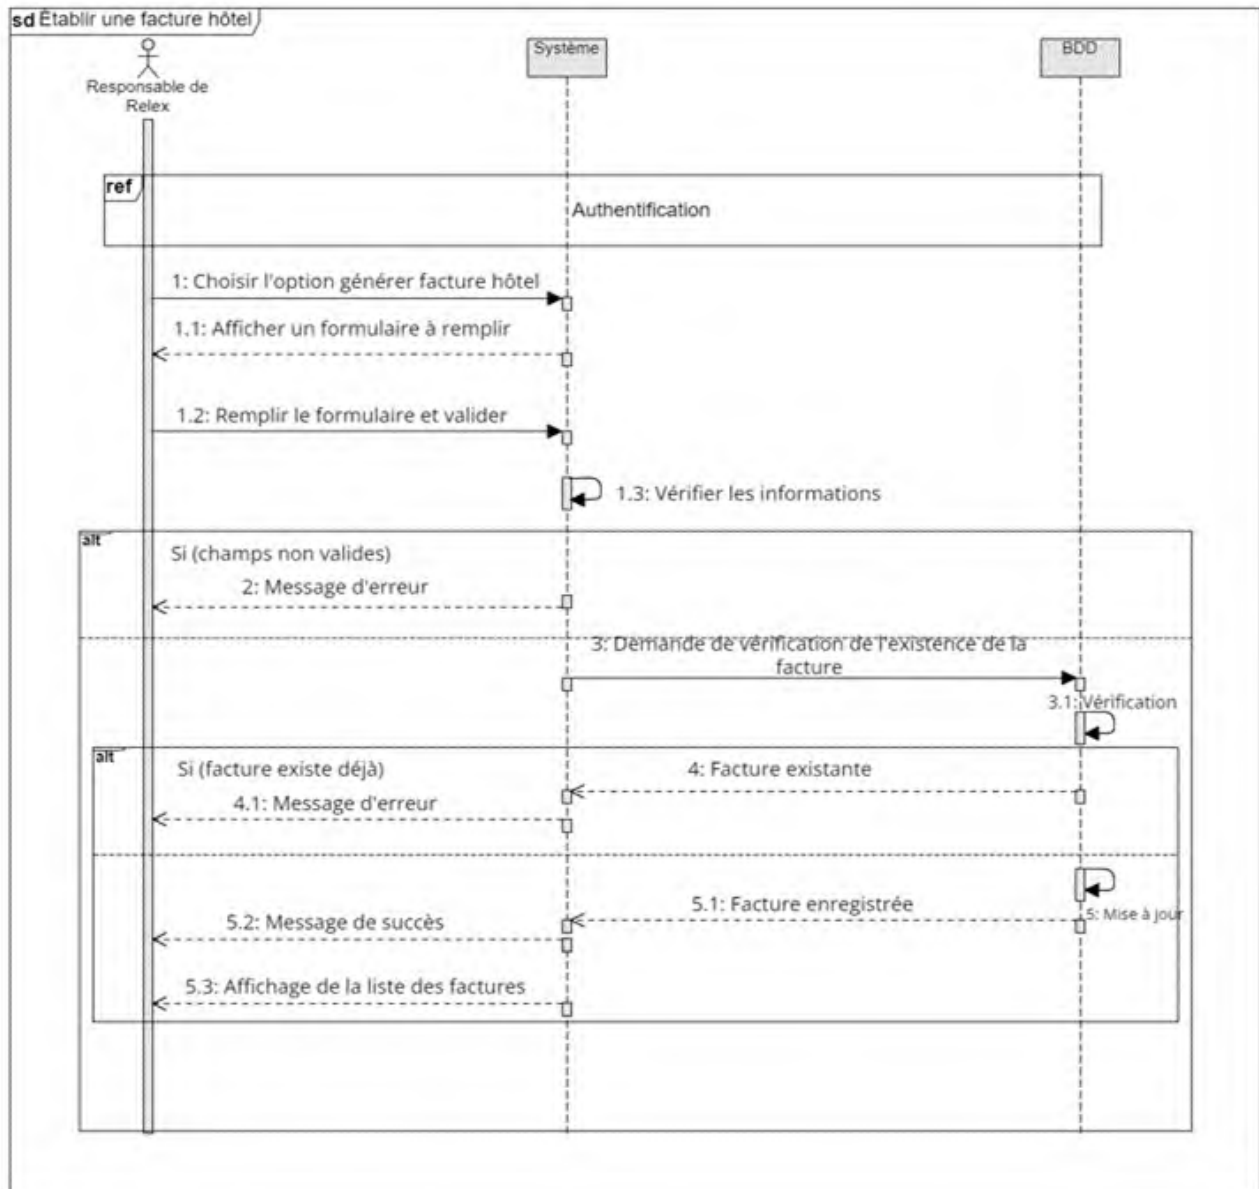 sd Établir une facture hôtel
Système
BDD
Responsable de
Relex
ref
Authentification
1: Choisir l'option générer facture hôtel
1.1: Afficher un formulaire à remplir
1.2: Remplir le formulaire et valider
1.3: Vérifier les informations
alt
Si (champs non valides)
2: Message d'erreur
3: Demande de vérification de l'existence de la
facture
3.1: Vérification
alt
Si (facture existe déjà)
4: Facture existante
4.1: Message d'erreur
5: Mise à jour
5.1: Facture enregistrée
5.2: Message de succès
5.3: Affichage de la liste des factures